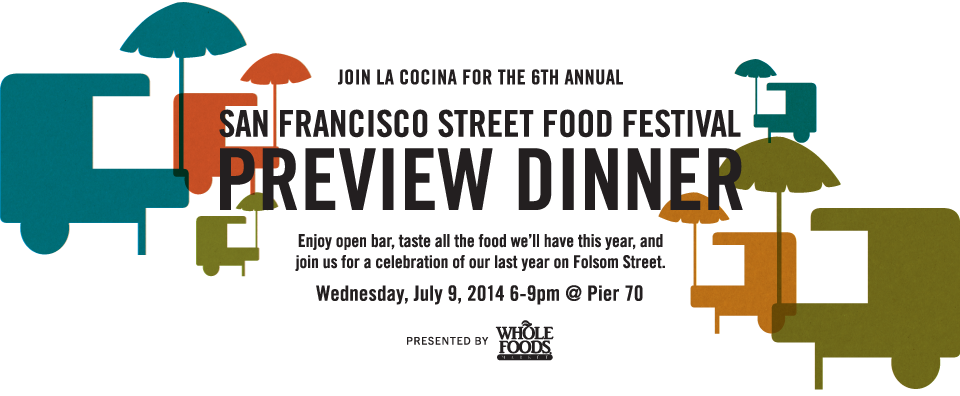 JOIN LA COCINA FOR THE 6TH ANNUAL
SAN FRANCISCO STREET FOOD FESTIVAL
PREVIEW DINNER
Enjoy open bar, taste all the food we'll have this year, and
join us for a celebration of our last year on Folsom Street.
Wednesday, July 9, 2014 6-9pm @ Pier 70
PRESENTED BY
WHOLE
FOODS
MARKET